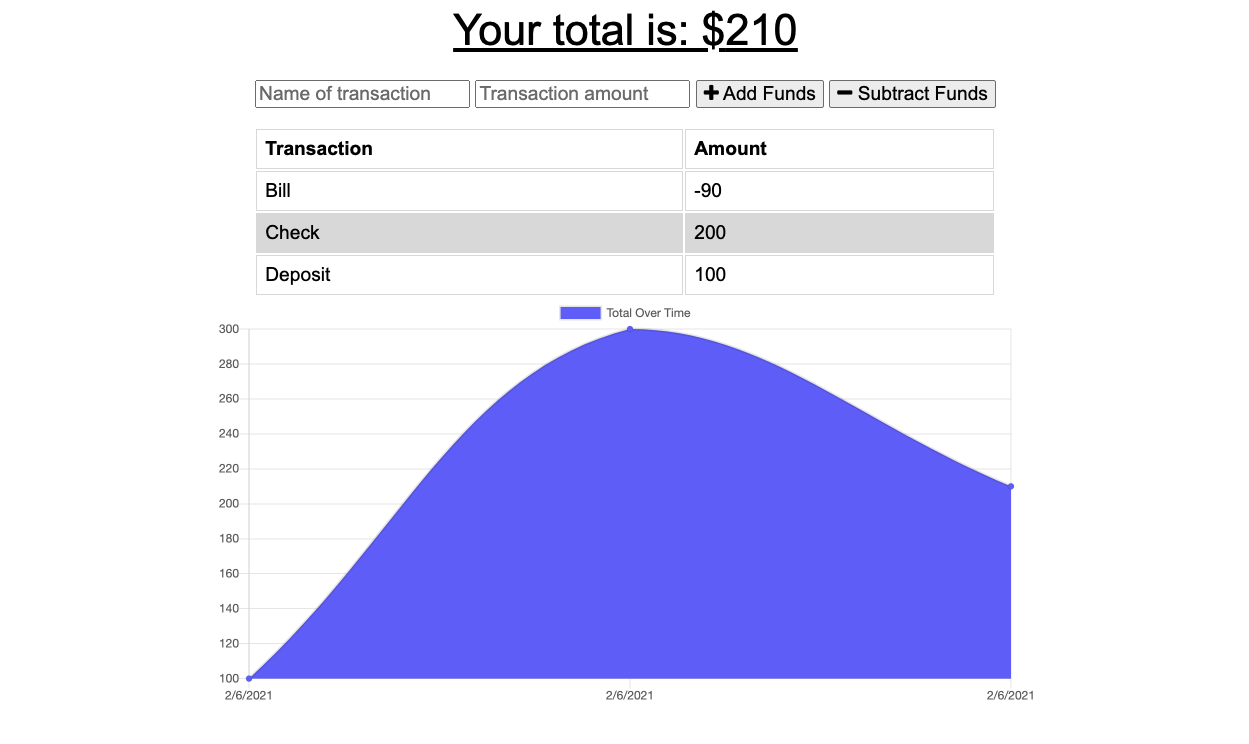 Your total is: $210
Name of transaction Transaction amount Add Funds Subtract Funds
Transaction Amount
Bill -90
Check 200
Deposit 100
Total Over Time
300
280
260
240
220
200
180
160
140
120
100
2/6/2021 2/6/2021 2/6/2021